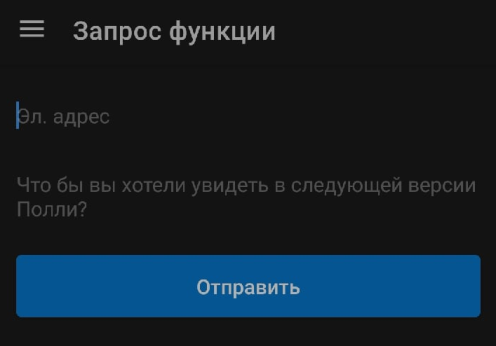 Запрос функции
Эл. адрес
Что бы вы хотели увидеть в следующей версии
Полли?
Отправить